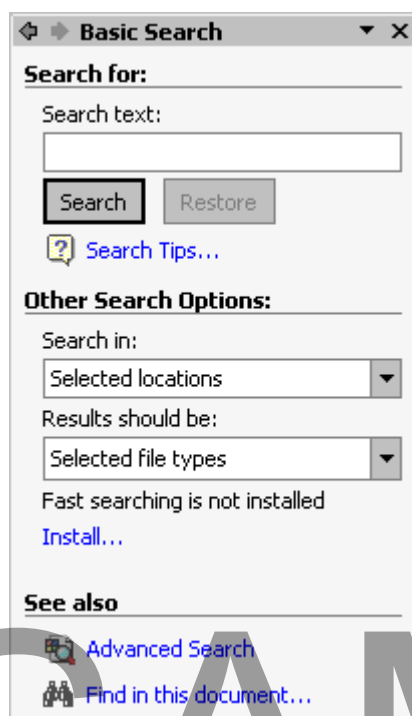 Basic Search
Search for:
Search text:
Search Restore
Search Tips...
Other Search Options:
Search in:
Selected locations
Results should be:
Selected file types
Fast searching is not installed
Install...
See also
Advanced Search
Find in this document...